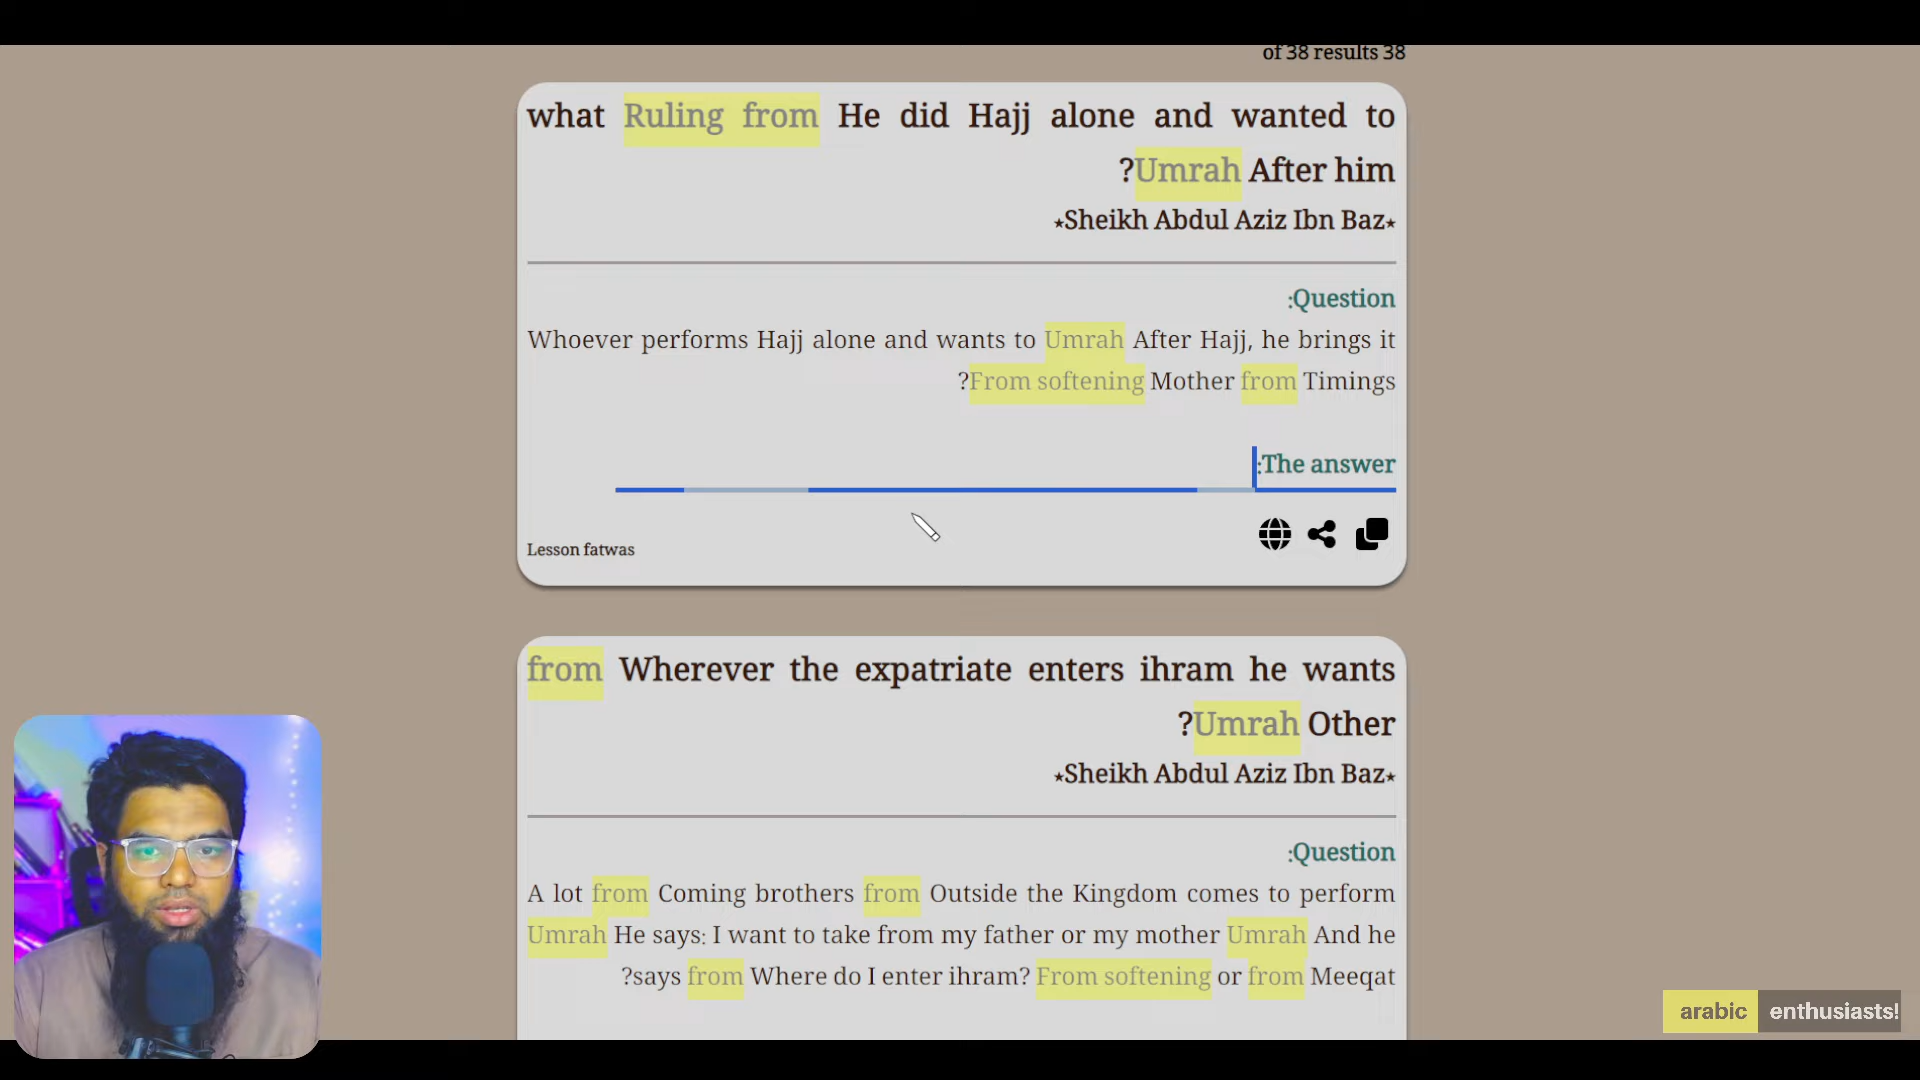 of 38 results 38
what Ruling from He did Hajj alone and wanted to
?Umrah After him
٭Sheikh Abdul Aziz Ibn Baz٭
:Question
Whoever performs Hajj alone and wants to Umrah After Hajj, he brings it
?From softening Mother from Timings
:The answer
Lesson fatwas
from Wherever the expatriate enters ihram he wants
?Umrah Other
٭Sheikh Abdul Aziz Ibn Baz٭
:Question
A lot from Coming brothers from Outside the Kingdom comes to perform
Umrah He says: I want to take from my father or my mother Umrah And he
?says from Where do I enter ihram? From softening or from Meeqat
arabic enthusiasts!